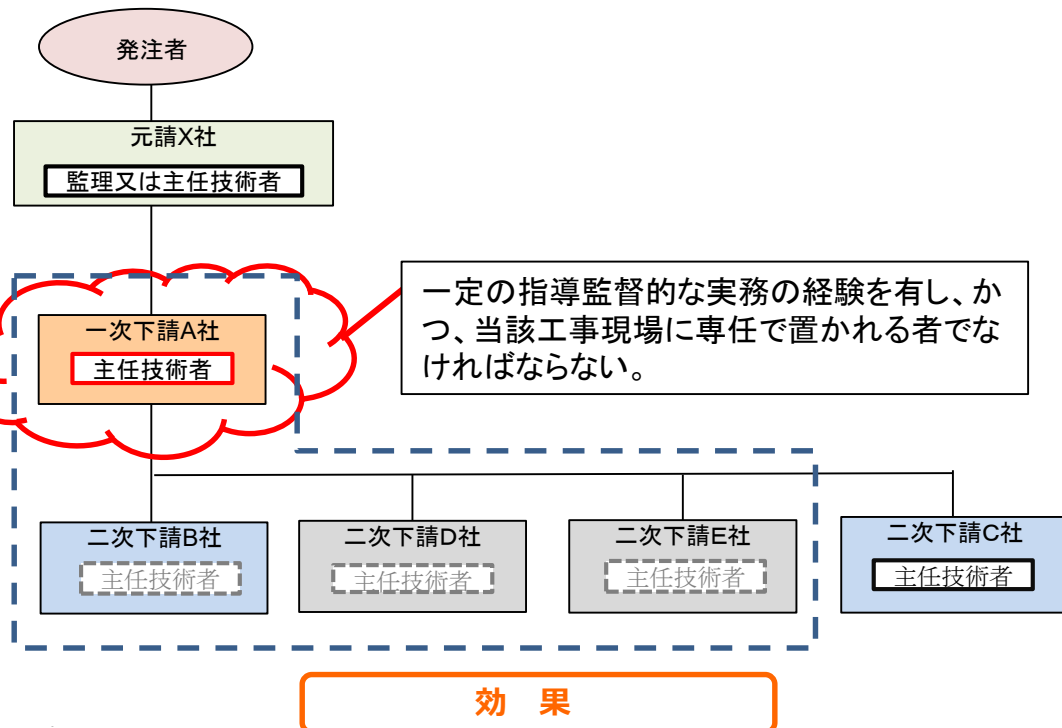 発注者
元請X社
監理又は主任技術者
一定の指導監督的な実務の経験を有し、か
つ、当該工事現場に専任で置かれる者でな
ければならない。
一次下請A社
主任技術者
二次下請B社
主任技術者
二次下請D社
主任技術者
二次下請E社
主任技術者
二次下請C社
主任技術者
効 果